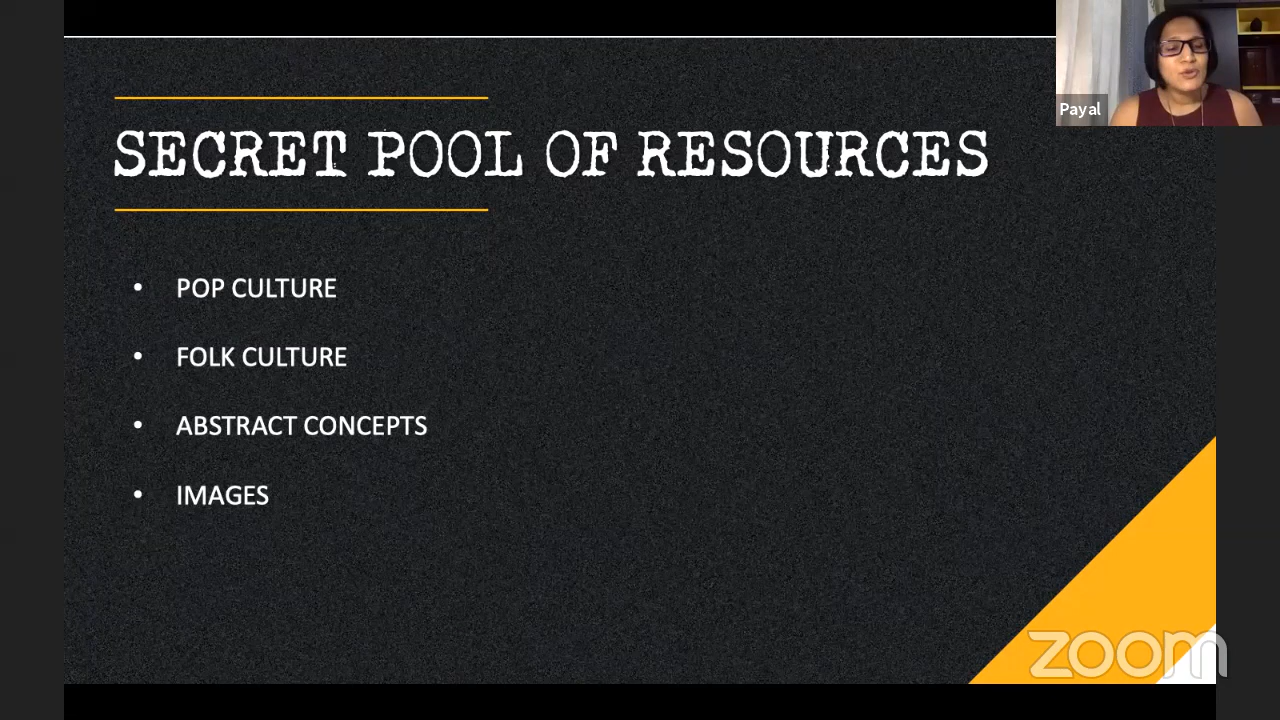 SECRET POOL OF RESOURCES
Payal
• POP CULTURE
• FOLK CULTURE
• ABSTRACT CONCEPTS
• IMAGES
zoom